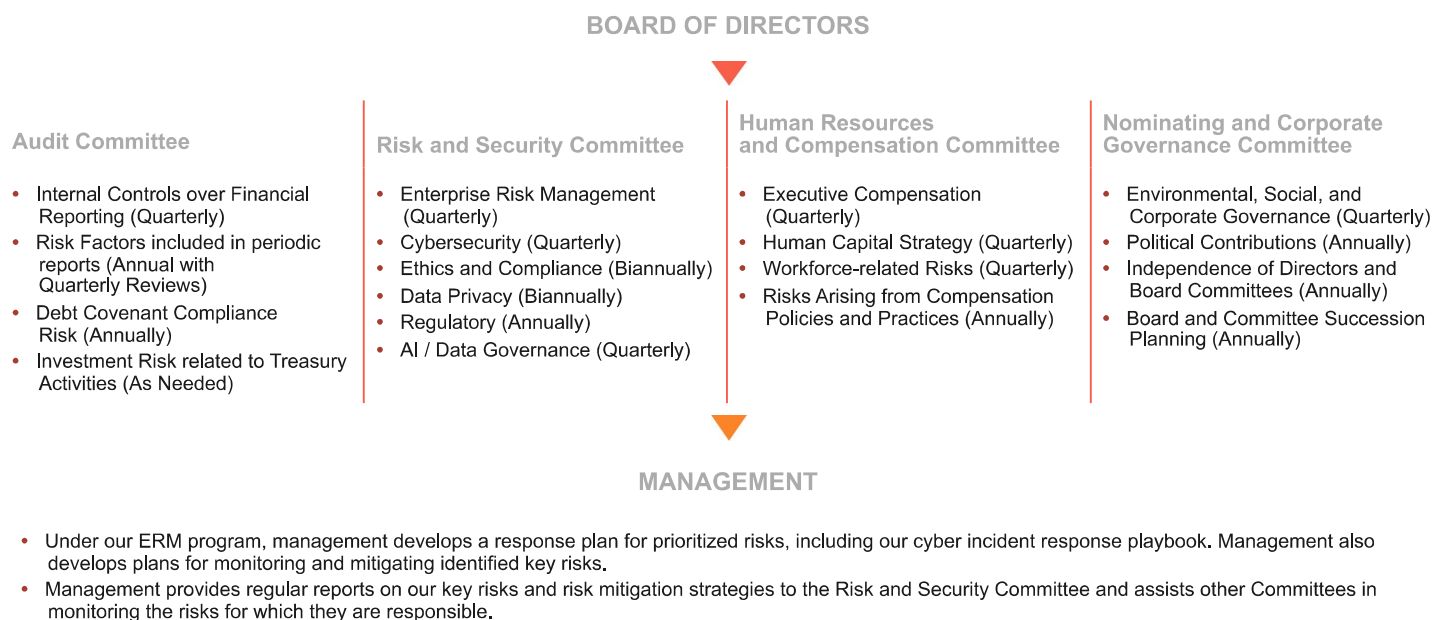 BOARD OF DIRECTORS
Audit Committee
• Internal Controls over Financial
Reporting (Quarterly)
• Risk Factors included in periodic
reports (Annual with
Quarterly Reviews)
• Debt Covenant Compliance
Risk (Annually)
• Investment Risk related to Treasury
Activities (As Needed)
Risk and Security Committee
• Enterprise Risk Management
(Quarterly)
• Cybersecurity (Quarterly)
• Ethics and Compliance (Biannually)
• Data Privacy (Biannually)
• Regulatory (Annually)
• AI / Data Governance (Quarterly)
Human Resources
and Compensation Committee
• Executive Compensation
(Quarterly)
• Human Capital Strategy (Quarterly)
• Workforce-related Risks (Quarterly)
• Risks Arising from Compensation
Policies and Practices (Annually)
Nominating and Corporate
Governance Committee
• Environmental, Social, and
Corporate Governance (Quarterly)
• Political Contributions (Annually)
• Independence of Directors and
Board Committees (Annually)
• Board and Committee Succession
Planning (Annually)
MANAGEMENT
• Under our ERM program, management develops a response plan for prioritized risks, including our cyber incident response playbook. Management also
develops plans for monitoring and mitigating identified key risks.
• Management provides regular reports on our key risks and risk mitigation strategies to the Risk and Security Committee and assists other Committees in
monitoring the risks for which they are responsible.